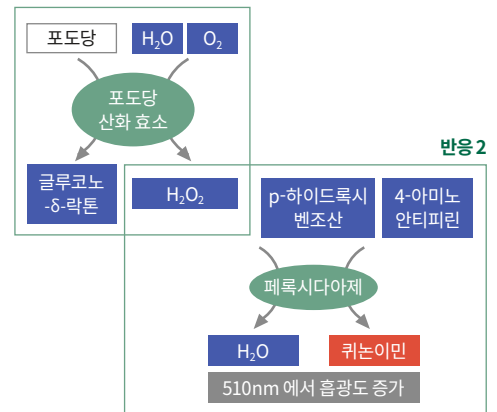 포도당
H₂O
O₂
포도당
산화 효소
반응 2
글루코노
-δ-락톤
H₂O₂
p-하이드록시
벤조산
4-아미노
안티피린
페록시다아제
H₂O
퀴논이민
510nm 에서 흡광도 증가